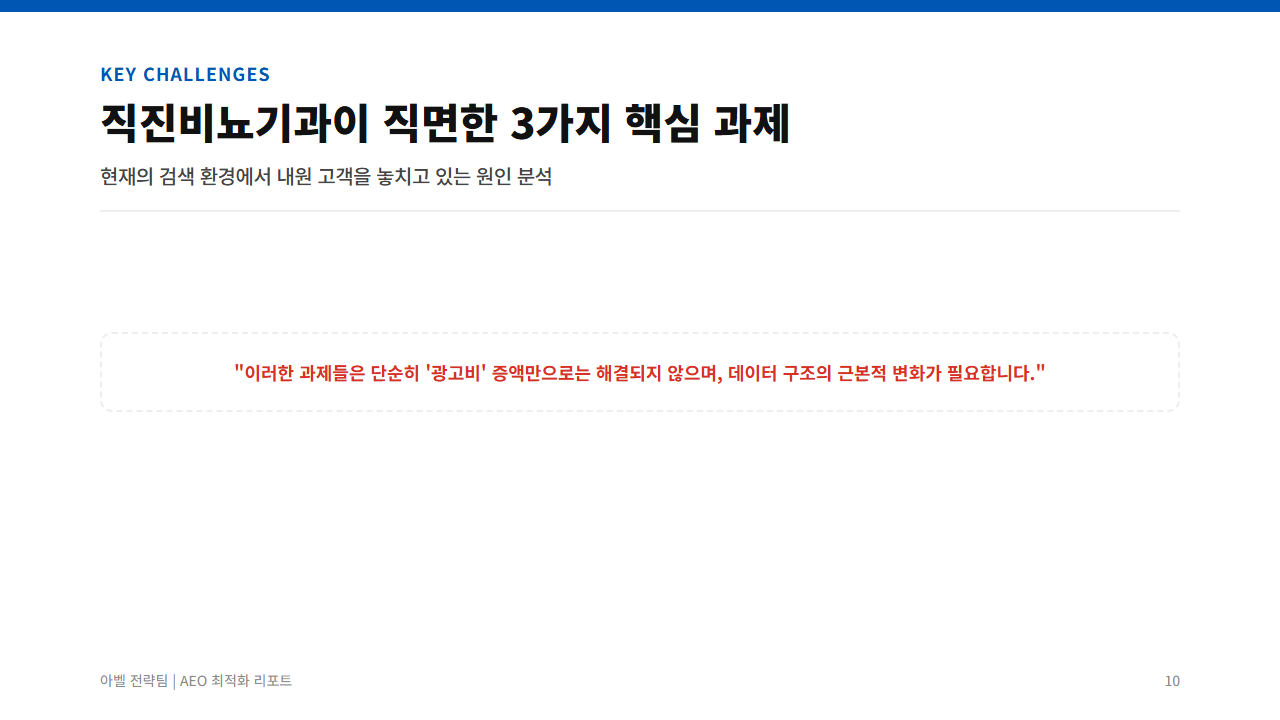 KEY CHALLENGES
직진비뇨기과이 직면한 3가지 핵심 과제
현재의 검색 환경에서 내원 고객을 놓치고 있는 원인 분석
"이러한 과제들은 단순히 '광고비' 증액만으로는 해결되지 않으며, 데이터 구조의 근본적 변화가 필요합니다."
아벨 전략팀 | AEO 최적화 리포트
10